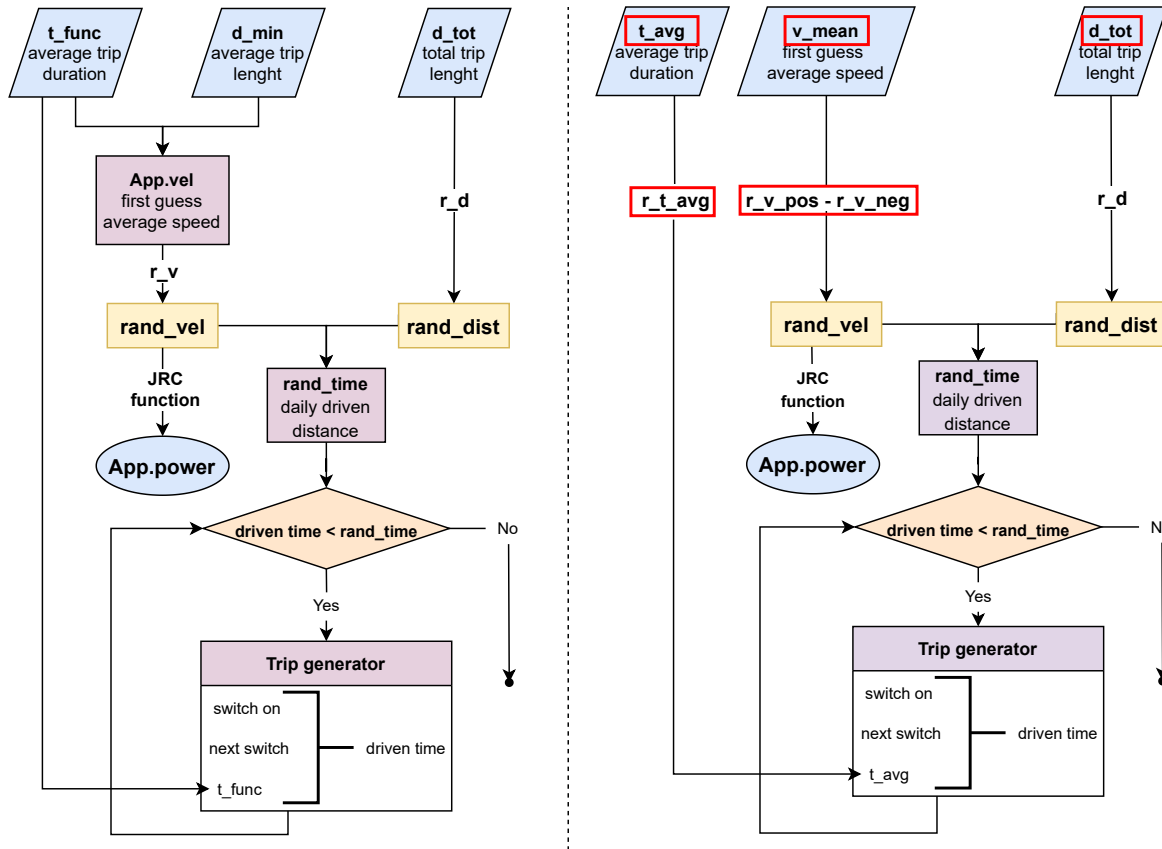 t_func
average trip
duration
d_min
average trip
lenght
d_tot
total trip
lenght
App.vel
first guess
average speed
r_d
r_v
rand_vel
rand_dist
JRC
function
rand_time
daily driven
distance
App.power
driven time < rand_time
No
Yes
Trip generator
switch on
next switch
driven time
t_func
t_avg
average trip
duration
v_mean
first guess
average speed
d_tot
total trip
lenght
r_t_avg
r_v_pos - r_v_neg
r_d
rand_vel
rand_dist
JRC
function
rand_time
daily driven
distance
App.power
driven time < rand_time
N
Yes
Trip generator
switch on
next switch
driven time
t_avg